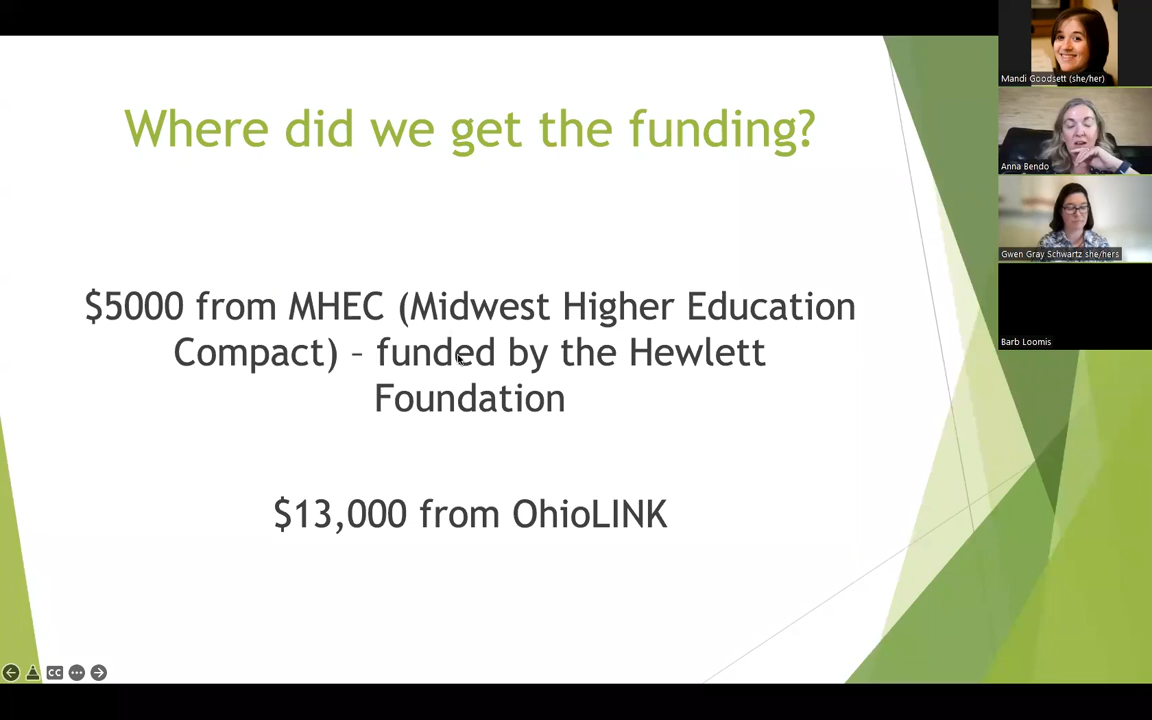 Where did we get the funding?
$5000 from MHEC (Midwest Higher Education
Compact) – funded by the Hewlett
Foundation
$13,000 from OhioLINK
Mandi Goodsett (she/her)
Anna Bendo
Gwen Gray Schwartz she/hers
Barb Loomis
CC